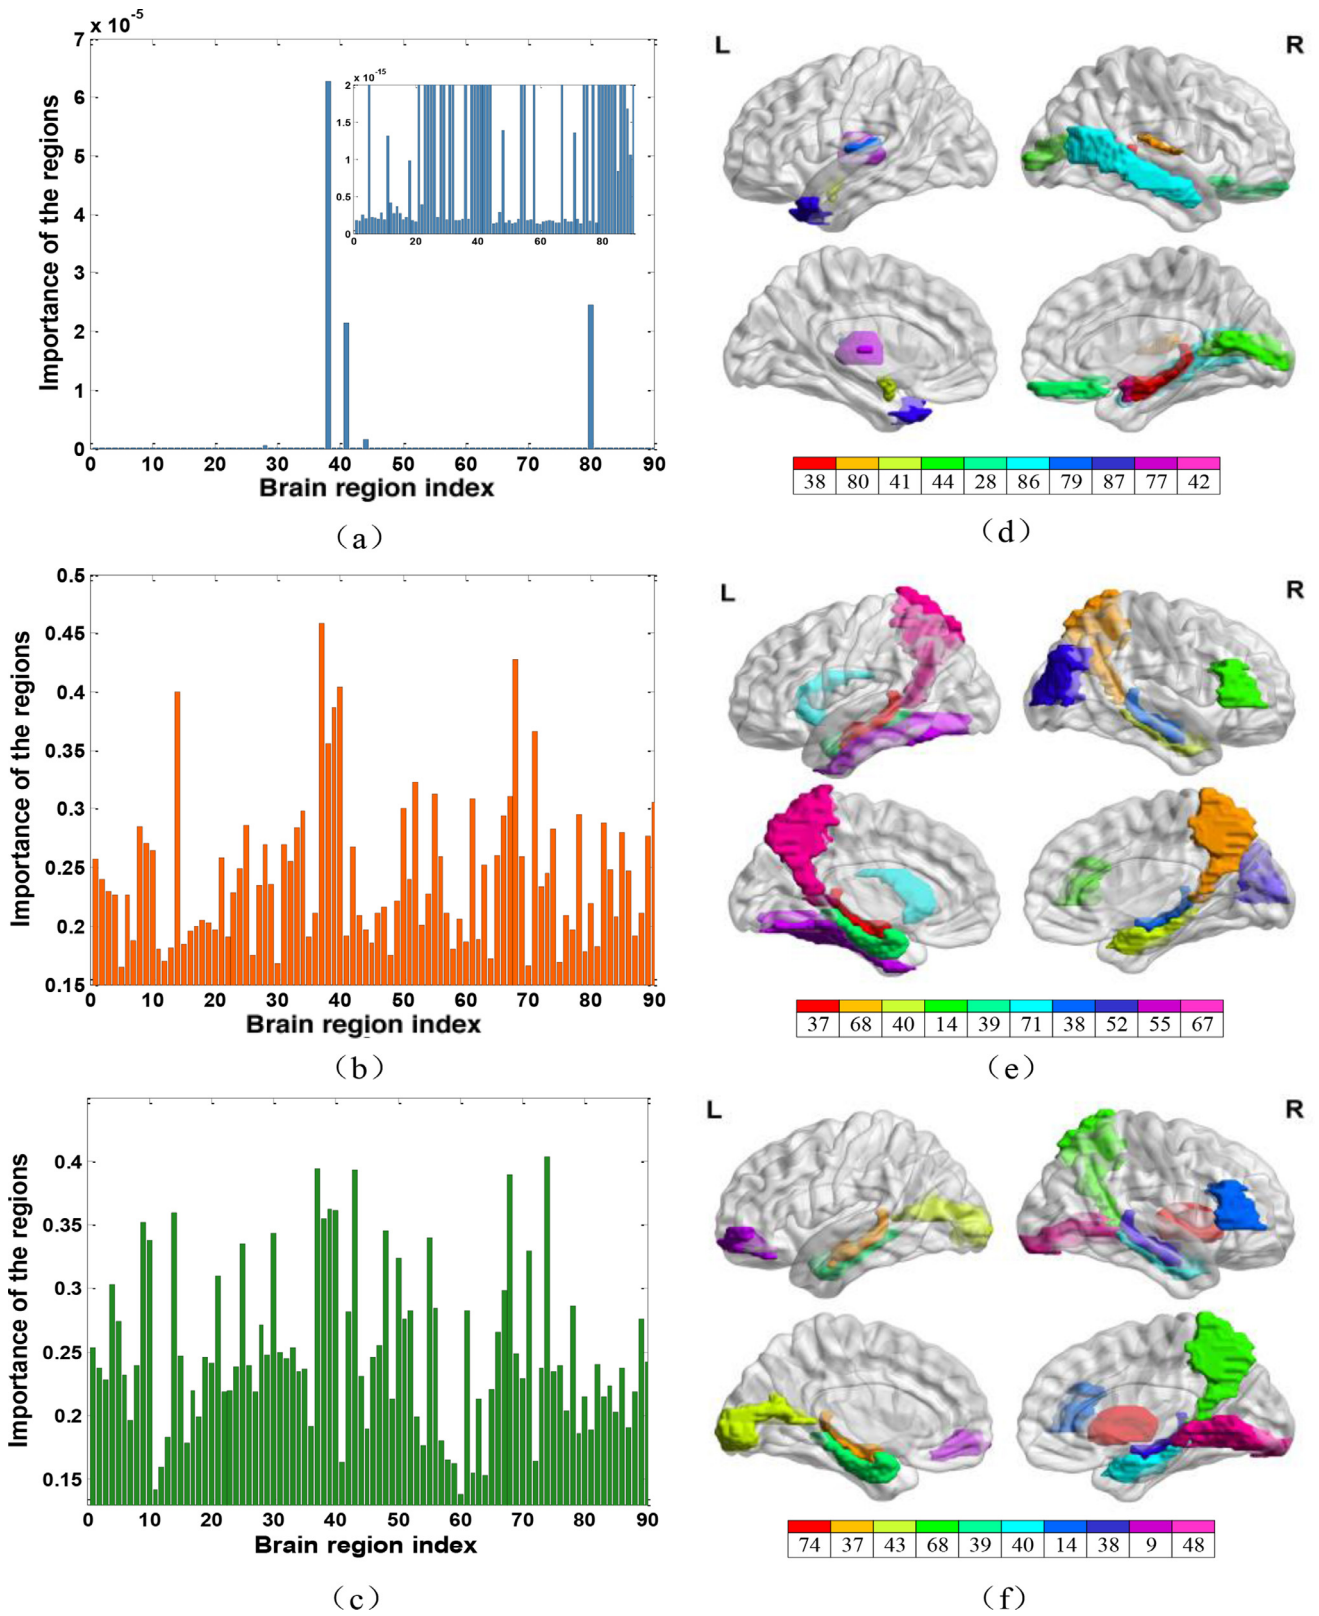 x 10 -5
7
6
5
4
3
2
1
0
Importance of the regions
x 10 -15
2
1.5
1
0.5
0
0 20 40 60 80
0 10 20 30 40 50 60 70 80 90
Brain region index
(a)
L R
38 80 41 44 28 86 79 87 77 42
(d)
0.5
0.45
0.4
0.35
0.3
0.25
0.2
0.15
Importance of the regions
0 10 20 30 40 50 60 70 80 90
Brain region index
(b)
L R
37 68 40 14 39 71 38 52 55 67
(e)
0.4
0.35
0.3
0.25
0.2
0.15
Importance of the regions
0 10 20 30 40 50 60 70 80 90
Brain region index
(c)
L R
74 37 43 68 39 40 14 38 9 48
(f)